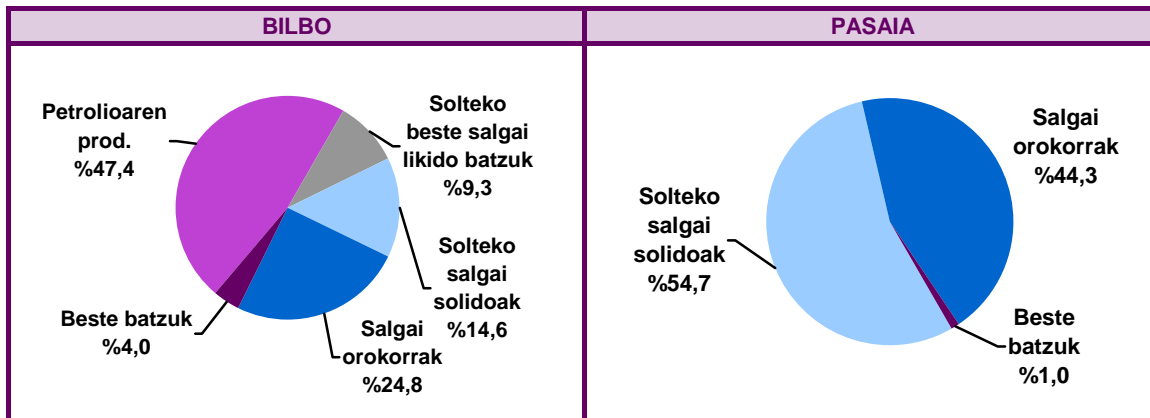 BILBO
PASAIA
Petrolioaren
prod.
%47,4
Solteko
beste salgai
likido batzuk
%9,3
Solteko
salgai
solidoak
%14,6
Salgai
orokorrak
%24,8
Beste batzuk
%4,0
Salgai
orokorrak
%44,3
Solteko
salgai
solidoak
%54,7
Beste
batzuk
%1,0